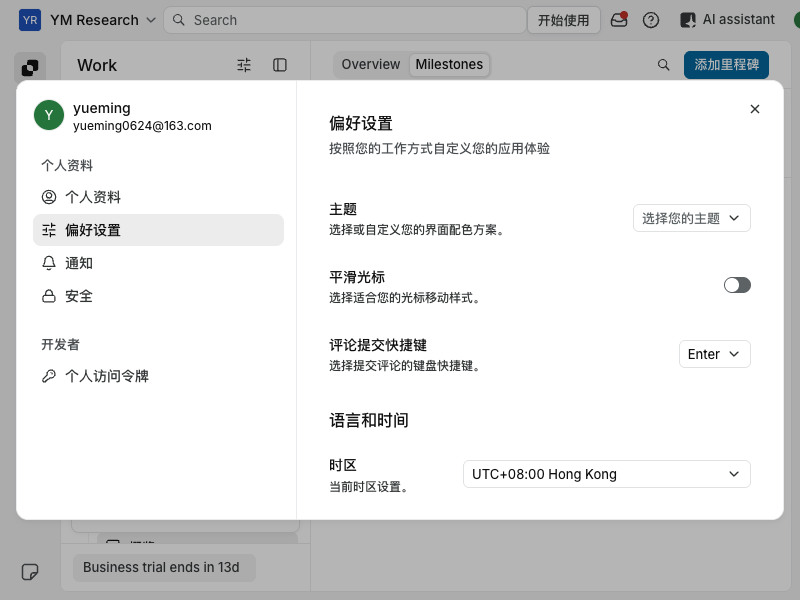 YR YM Research
Search
开始使用
AI assistant
Work
Overview
Milestones
添加里程碑
Y
yueming
yueming0624@163.com
个人资料
个人资料
偏好设置
通知
安全
开发者
个人访问令牌
偏好设置
按照您的工作方式自定义您的应用体验
主题
选择或自定义您的界面配色方案。
选择您的主题
平滑光标
选择适合您的光标移动样式。
评论提交快捷键
选择提交评论的键盘快捷键。
Enter
语言和时间
时区
当前时区设置。
UTC+08:00 Hong Kong
Business trial ends in 13d